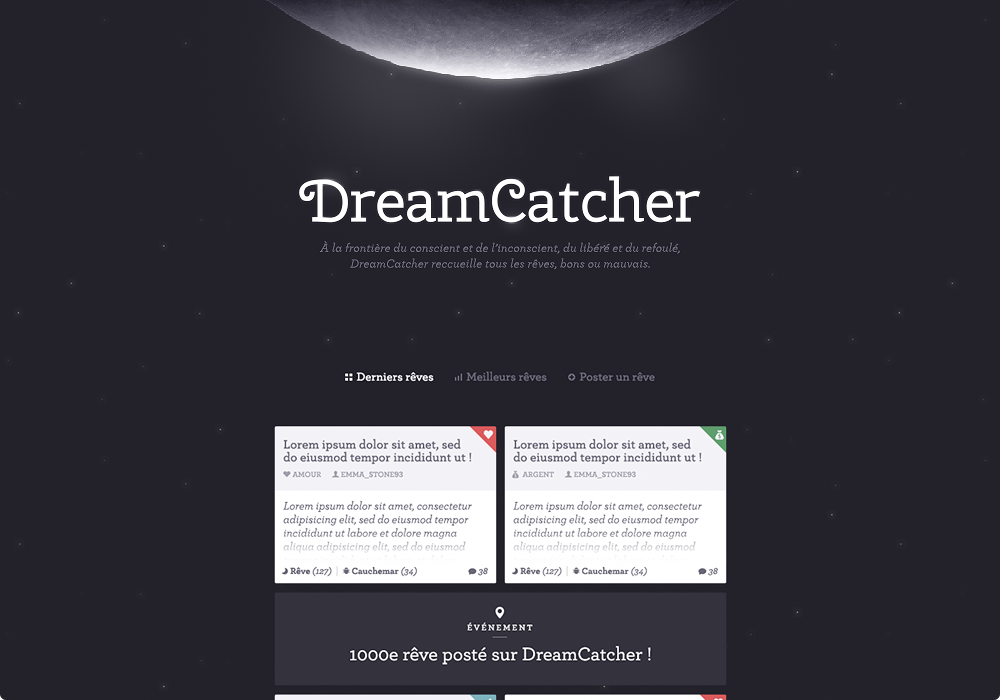 DreamCatcher
À la frontière du conscient et de l'inconscient, du libéré et du refoulé,
DreamCatcher reccueille tous les rêves, bons ou mauvais.
Derniers rêves Meilleurs rêves Poster un rêve
Lorem ipsum dolor sit amet, sed
do eiusmod tempor incididunt ut !
AMOUR EMMA_STONE93
Lorem ipsum dolor sit amet, consectetur
adipisicing elit, sed do eiusmod tempor
incididunt ut labore et dolore magna
aliqua adipisicing elit, sed do eiusmod
Rêve (127) Cauchemar (34) 38
Lorem ipsum dolor sit amet, sed
do eiusmod tempor incididunt ut !
ARGENT EMMA_STONE93
Lorem ipsum dolor sit amet, consectetur
adipisicing elit, sed do eiusmod tempor
incididunt ut labore et dolore magna
aliqua adipisicing elit, sed do eiusmod
Rêve (127) Cauchemar (34) 38
ÉVÉNEMENT
1000e rêve posté sur DreamCatcher !